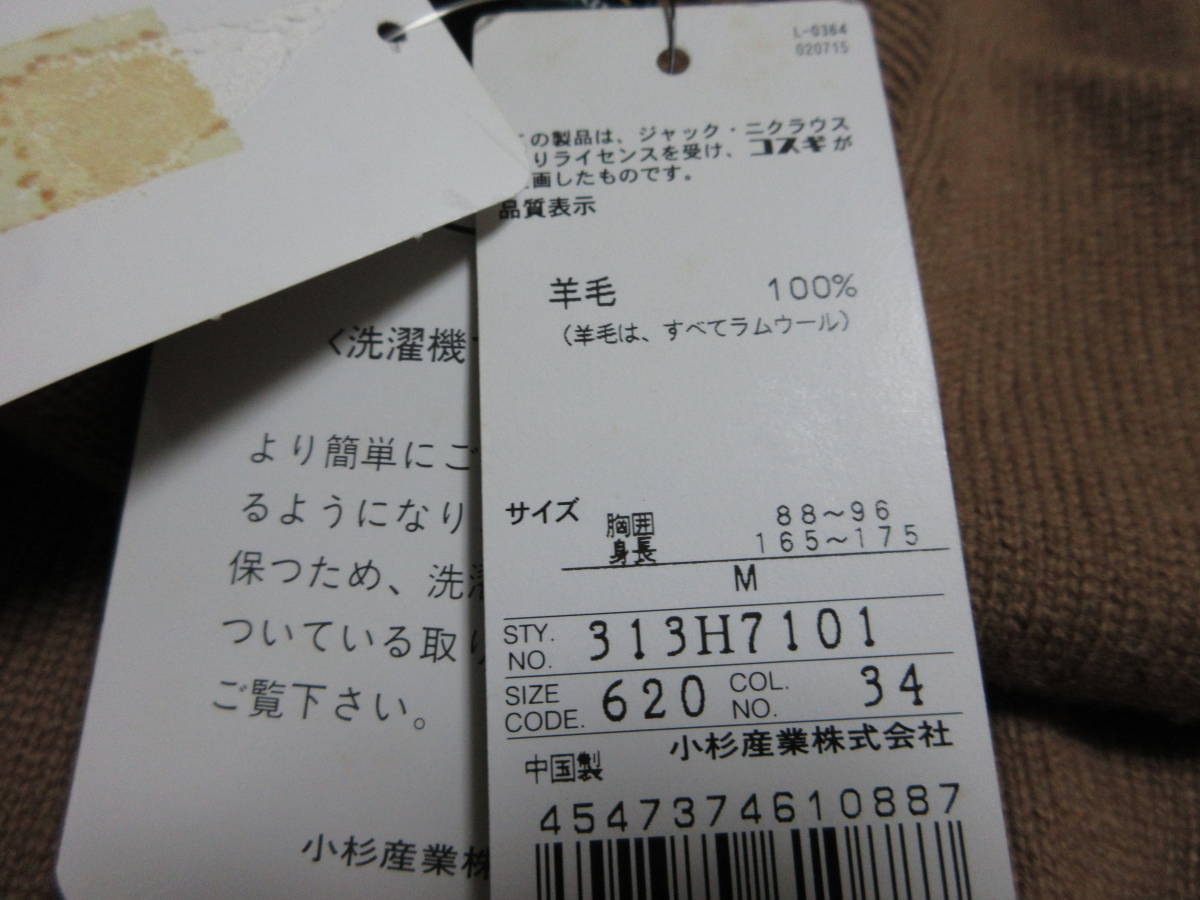 L-0364
020715
の製品は、ジャック・ニクラウス
りライセンスを受け、コスギが
画したものです。
品質表示
羊毛 100%
(羊毛は、すべてラムウール)
サイズ 胸囲 88~96
身長 165~175
M
STY. NO. 313H7101
SIZE CODE. 620 COL. NO. 34
小杉産業株式会社
中国製
4547374610887
<洗濯機
より簡単にご
るようになり
保つため、洗濯
ついている取り
ご覧下さい。
小杉産業株